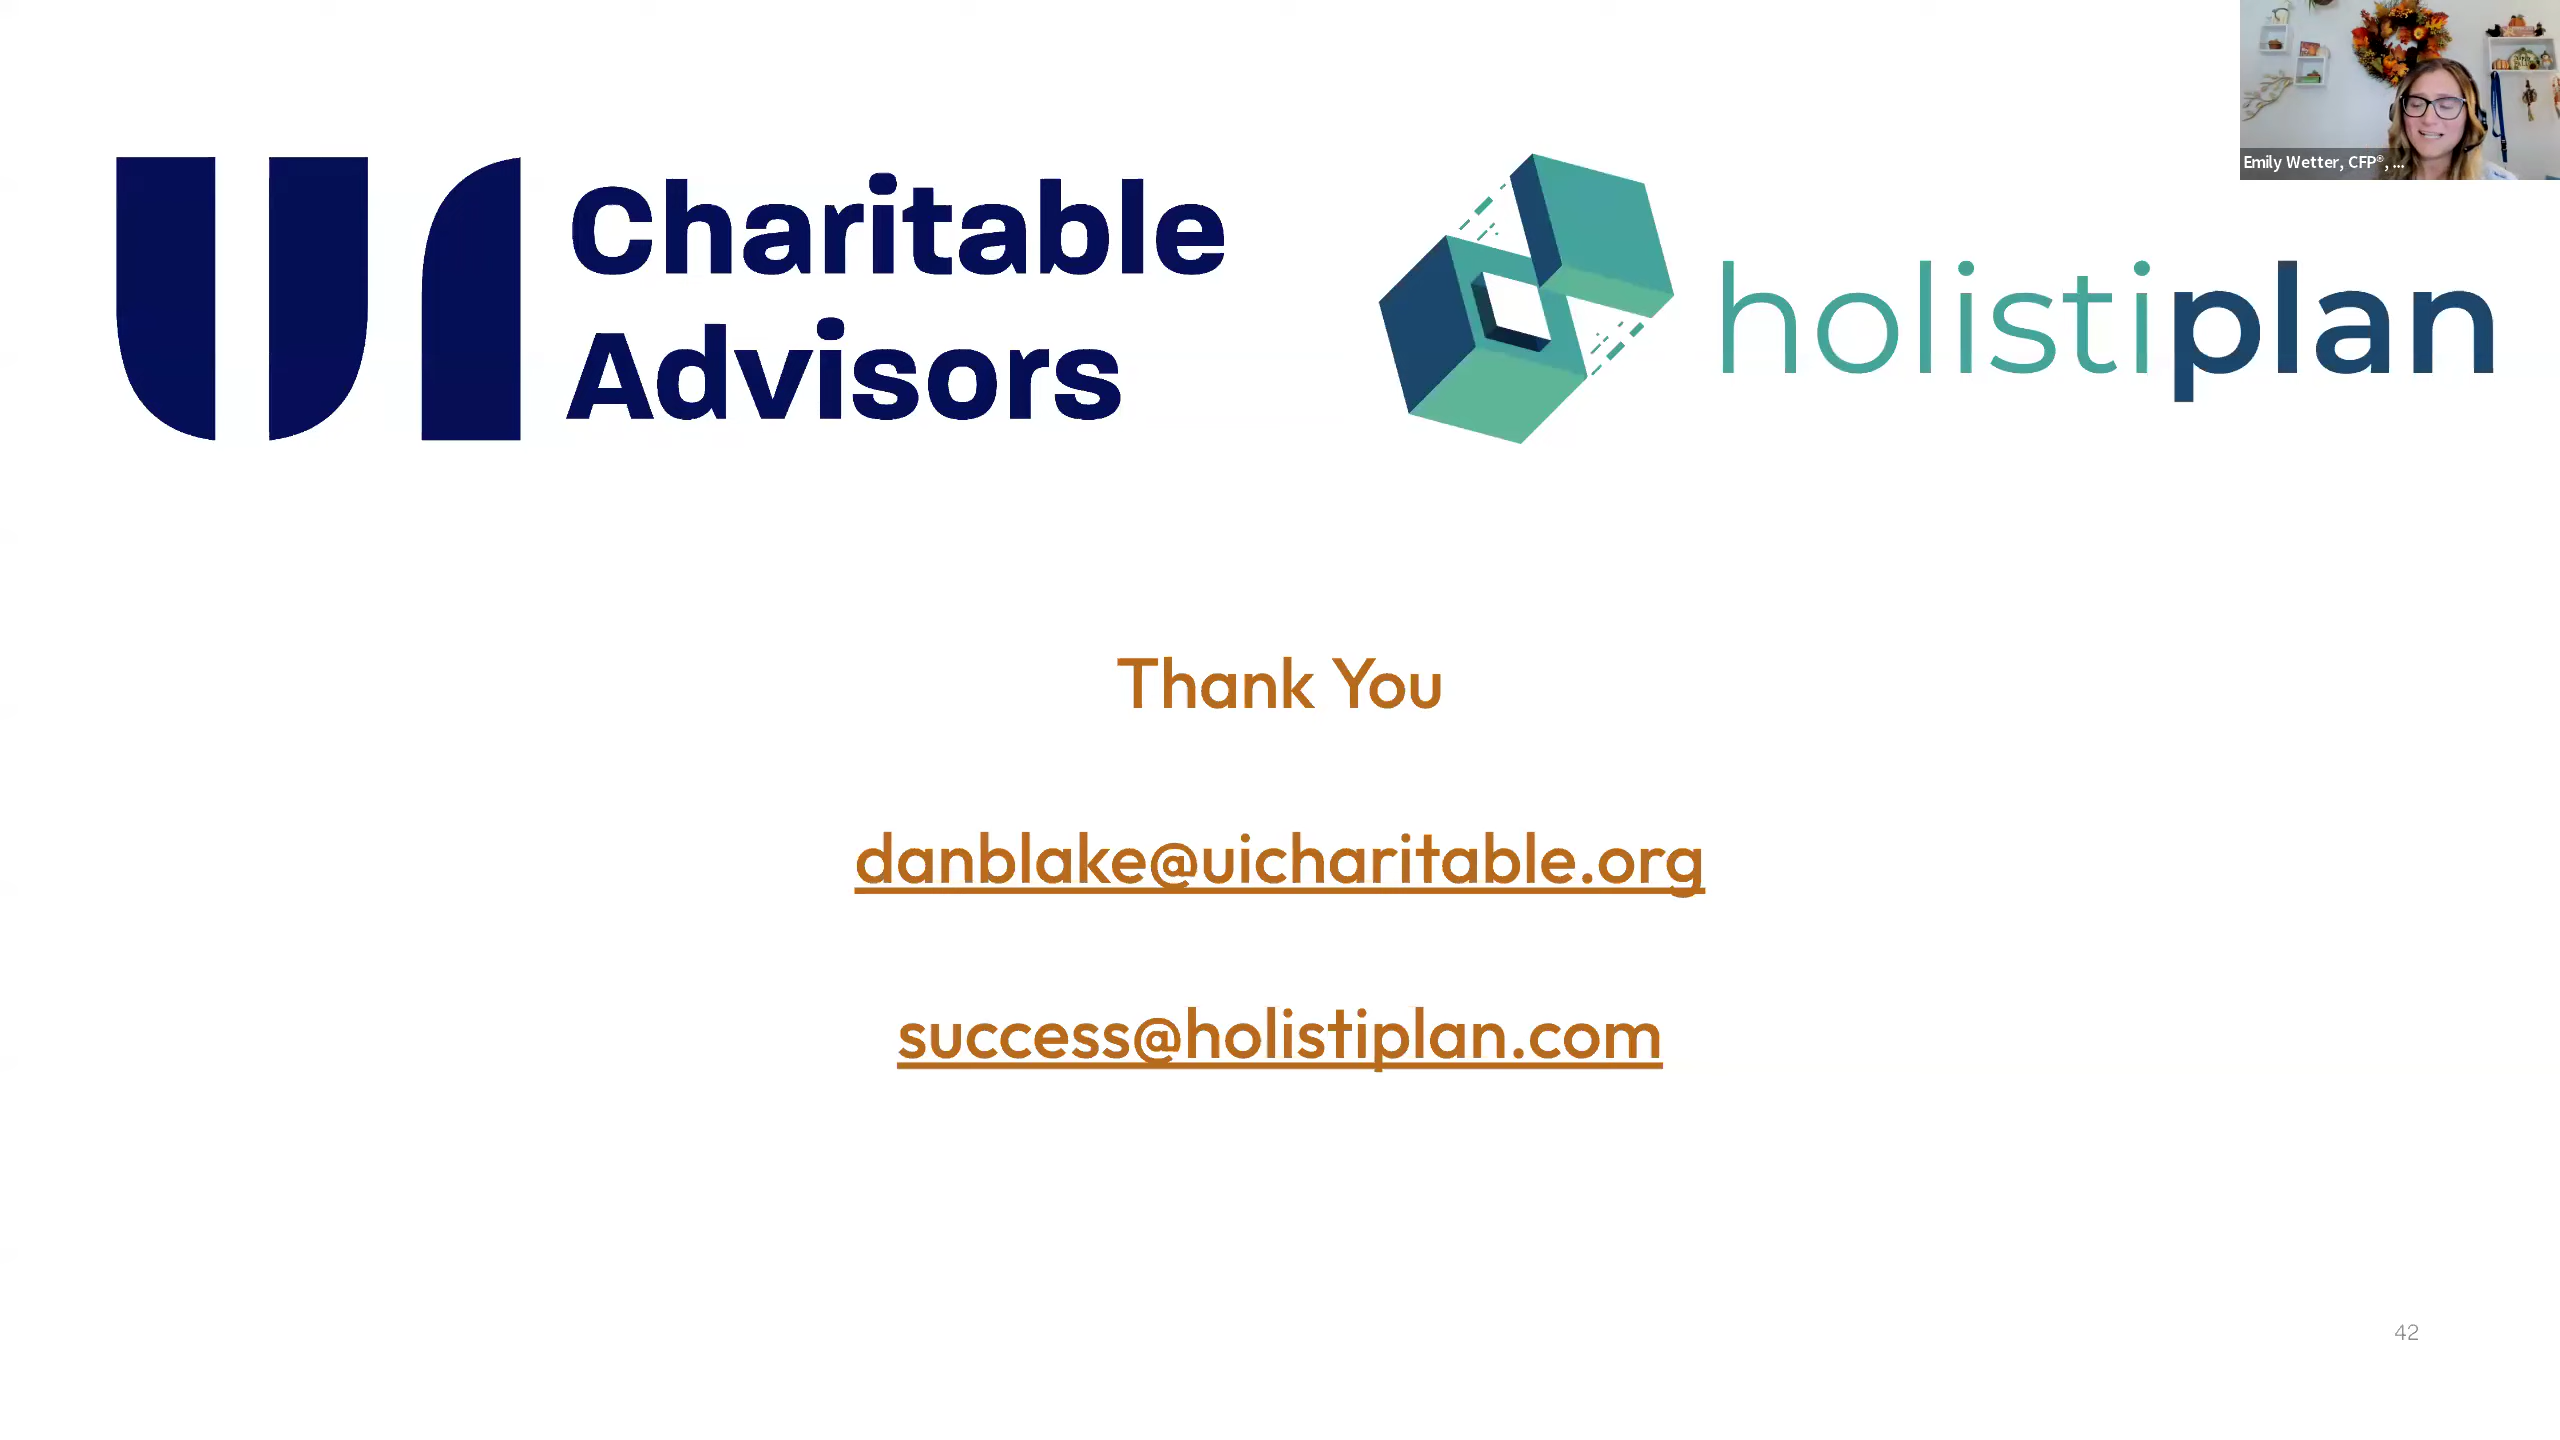 Charitable
Advisors
holistiplan
Emily Wetter, CFP®, ...
Thank You
danblake@uicharitable.org
success@holistiplan.com
42